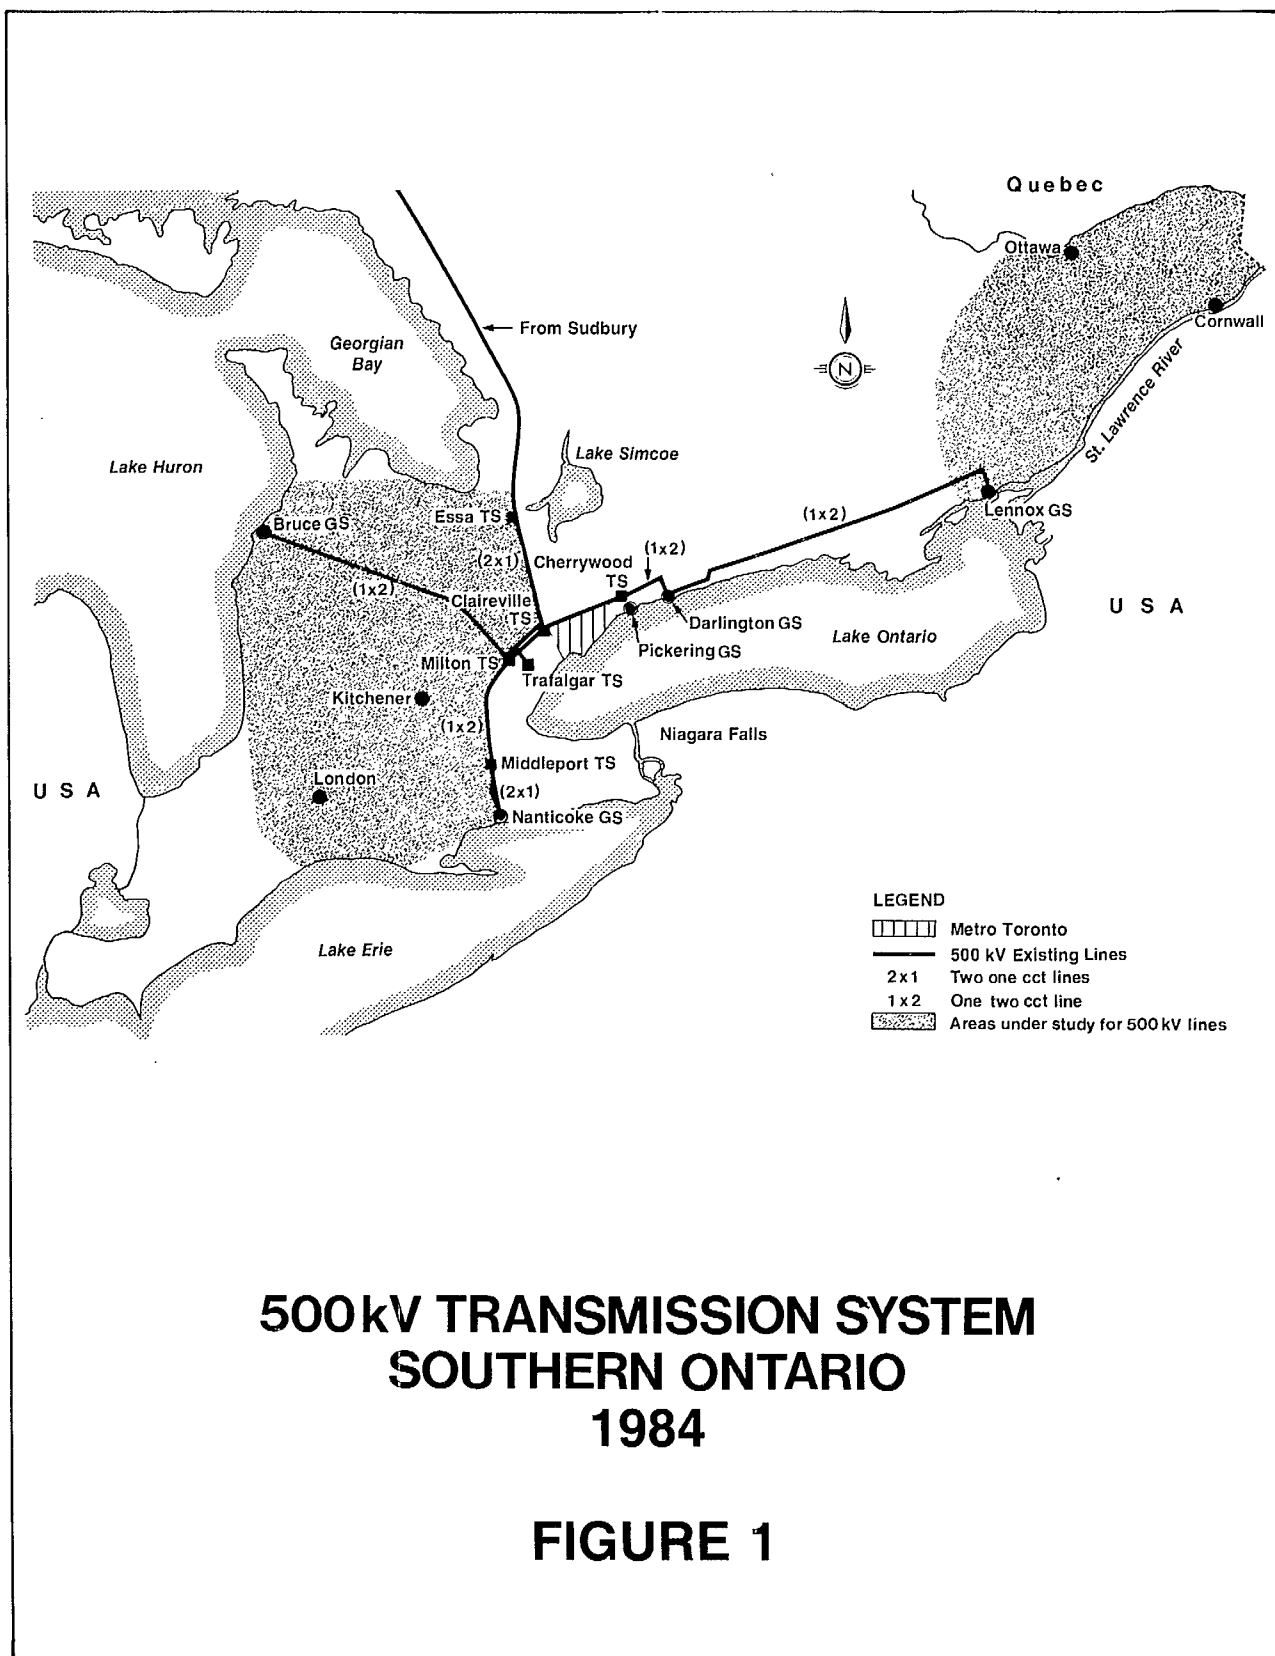 Quebec
Ottawa
Cornwall
From Sudbury
Georgian
Bay
N
St. Lawrence River
Lake Huron
Lake Simcoe
Essa TS
Bruce GS
(1x2)
Lennox GS
(2x1)
Cherrywood
TS
(1x2)
(1x2)
Claireville
TS
Darlington GS
Lake Ontario
U S A
Pickering GS
Milton TS
Trafalgar TS
Kitchener
(1x2)
Niagara Falls
Middleport TS
London
(2x1)
U S A
Nanticoke GS
Lake Erie
LEGEND
Metro Toronto
500 kV Existing Lines
2x1 Two one cct lines
1x2 One two cct line
Areas under study for 500 kV lines
500 kV TRANSMISSION SYSTEM
SOUTHERN ONTARIO
1984
FIGURE 1